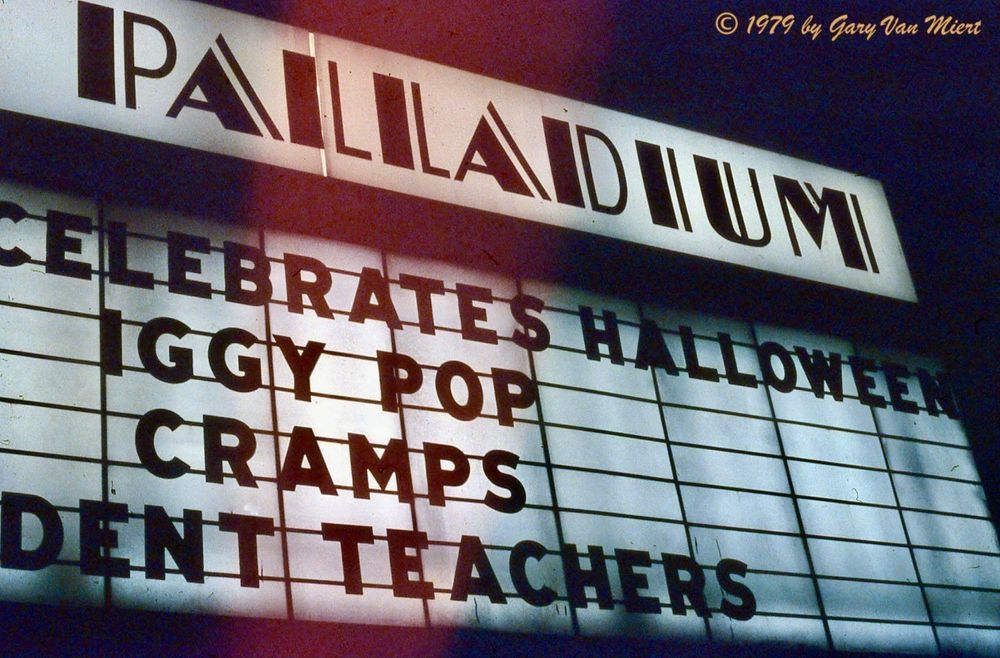 © 1979 by Gary Van Miert
PALLADIUM
CELEBRATES HALLOWEEN
IGGY POP
CRAMPS
DENT TEACHERS